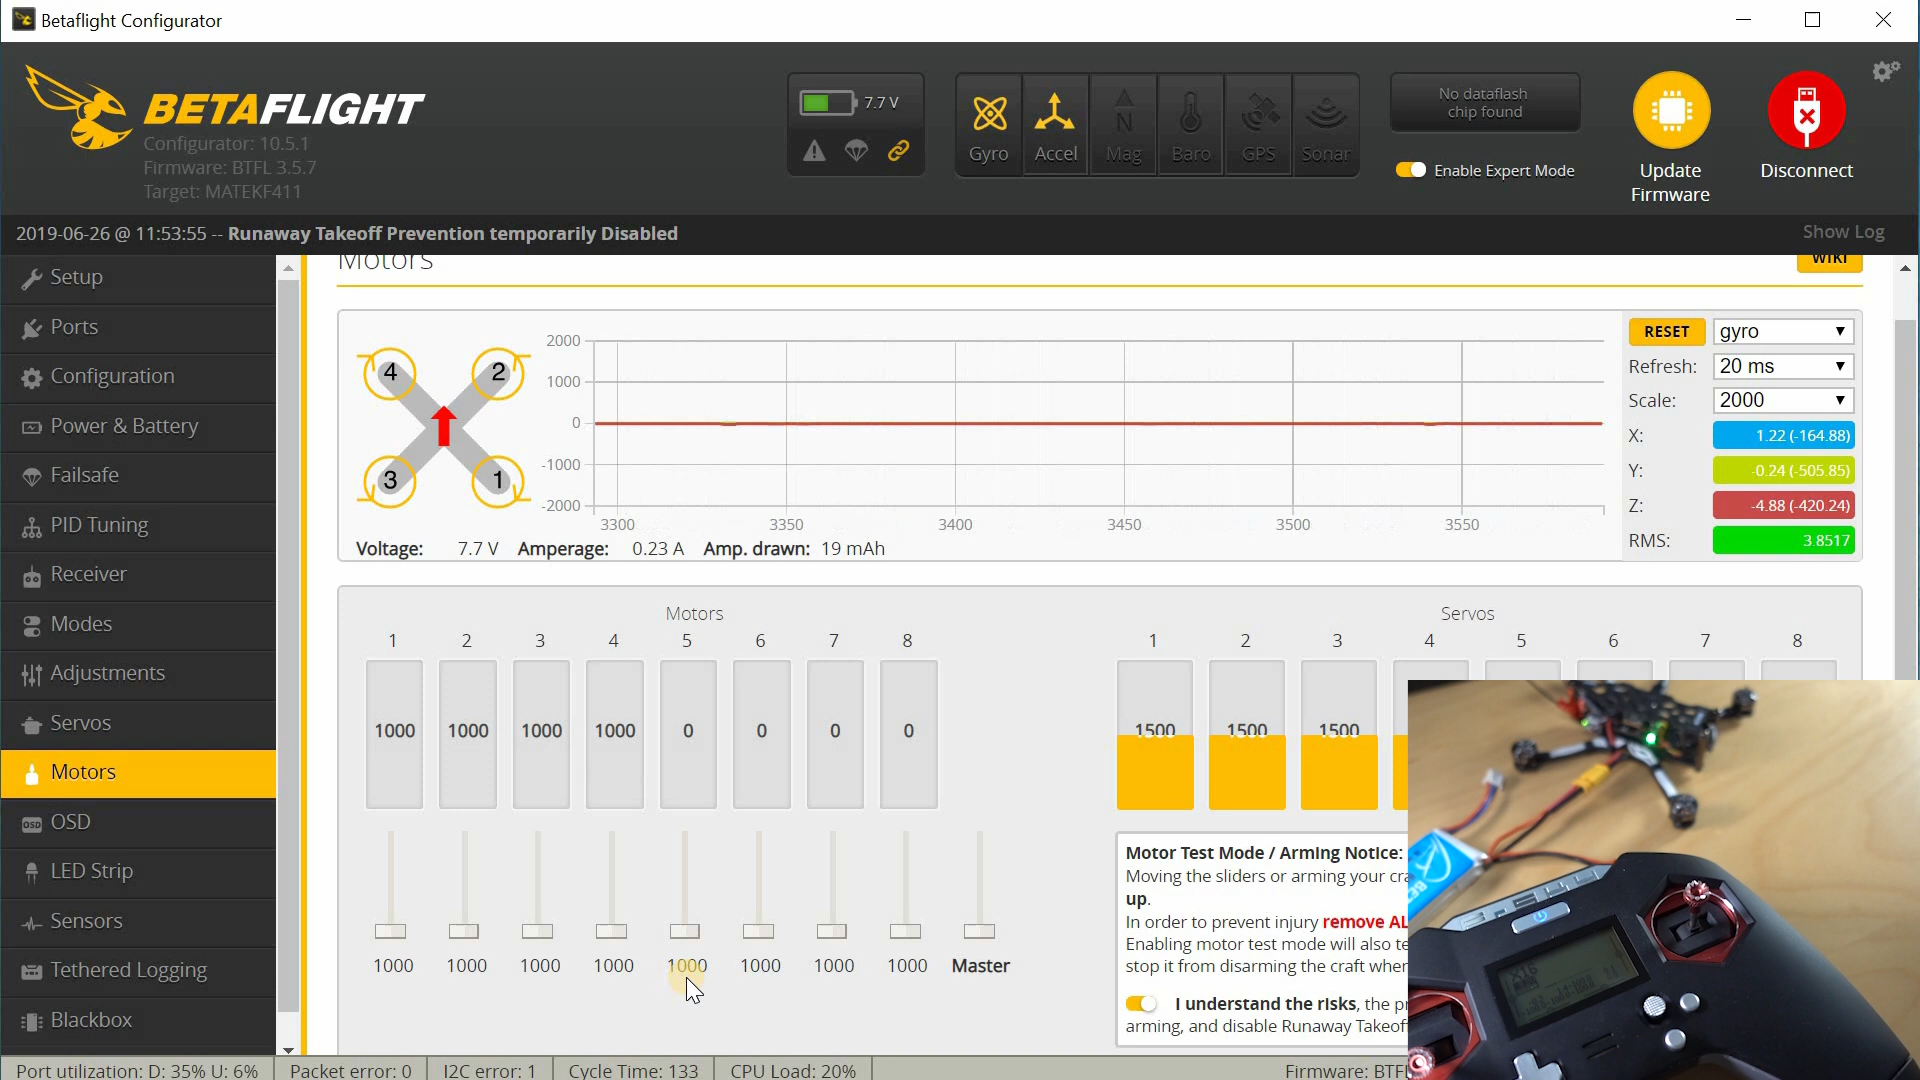 Betaflight Configurator
BETAFLIGHT
Configurator: 10.5.1
Firmware: BTFL 3.5.7
Target: MATEKF411
7.7 V
Gyro
Accel
Mag
Baro
GPS
Sonar
No dataflash
chip found
Enable Expert Mode
Update
Firmware
Disconnect
2019-06-26 @ 11:53:55 -- Runaway Takeoff Prevention temporarily Disabled
Show Log
Setup
Ports
Configuration
Power & Battery
Failsafe
PID Tuning
Receiver
Modes
Adjustments
Servos
Motors
OSD
LED Strip
Sensors
Tethered Logging
Blackbox
Motors
WIKI
4 2
3 1
2000
1000
0
-1000
-2000
3300 3350 3400 3450 3500 3550
Voltage: 7.7 V Amperage: 0.23 A Amp. drawn: 19 mAh
RESET gyro
Refresh: 20 ms
Scale: 2000
X: 1.22 (-164.88)
Y: -0.24 (-505.85)
Z: -4.88 (-420.24)
RMS: 3.8517
Motors
1 2 3 4 5 6 7 8
1000 1000 1000 1000 0 0 0 0
1000 1000 1000 1000 1000 1000 1000 1000 Master
Servos
1 2 3 4 5 6 7 8
1500 1500 1500
Motor Test Mode / Arming Notice:
Moving the sliders or arming your cra
up.
In order to prevent injury remove AL
Enabling motor test mode will also te
stop it from disarming the craft when
I understand the risks, the pr
arming, and disable Runaway Takeoff
Port utilization: D: 35% U: 6%
Packet error: 0
I2C error: 1
Cycle Time: 133
CPU Load: 20%
Firmware: BTF